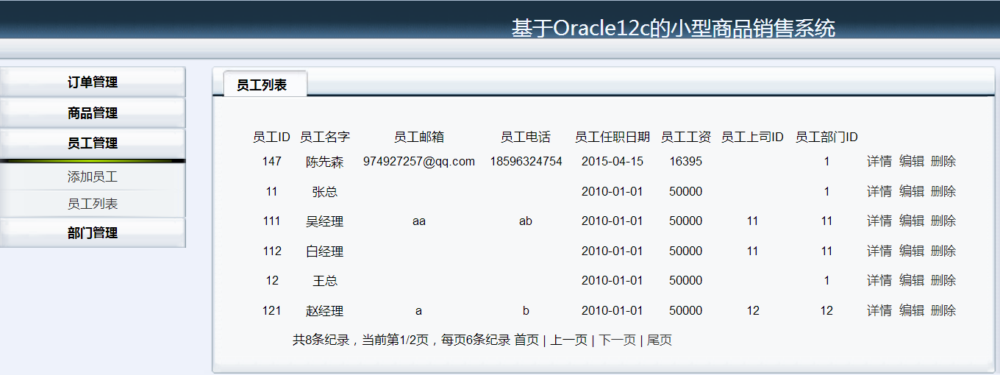 基于Oracle12c的小型商品销售系统
订单管理
商品管理
员工管理
添加员工
员工列表
部门管理
员工列表
员工ID 员工名字 员工邮箱 员工电话 员工任职日期 员工工资 员工上司ID 员工部门ID
147 陈先森 974927257@qq.com 18596324754 2015-04-15 16395 1 详情 编辑 删除
11 张总 2010-01-01 50000 1 详情 编辑 删除
111 吴经理 aa ab 2010-01-01 50000 11 11 详情 编辑 删除
112 白经理 2010-01-01 50000 11 11 详情 编辑 删除
12 王总 2010-01-01 50000 1 详情 编辑 删除
121 赵经理 a b 2010-01-01 50000 12 12 详情 编辑 删除
共8条纪录，当前第1/2页，每页6条纪录 首页 | 上一页 | 下一页 | 尾页